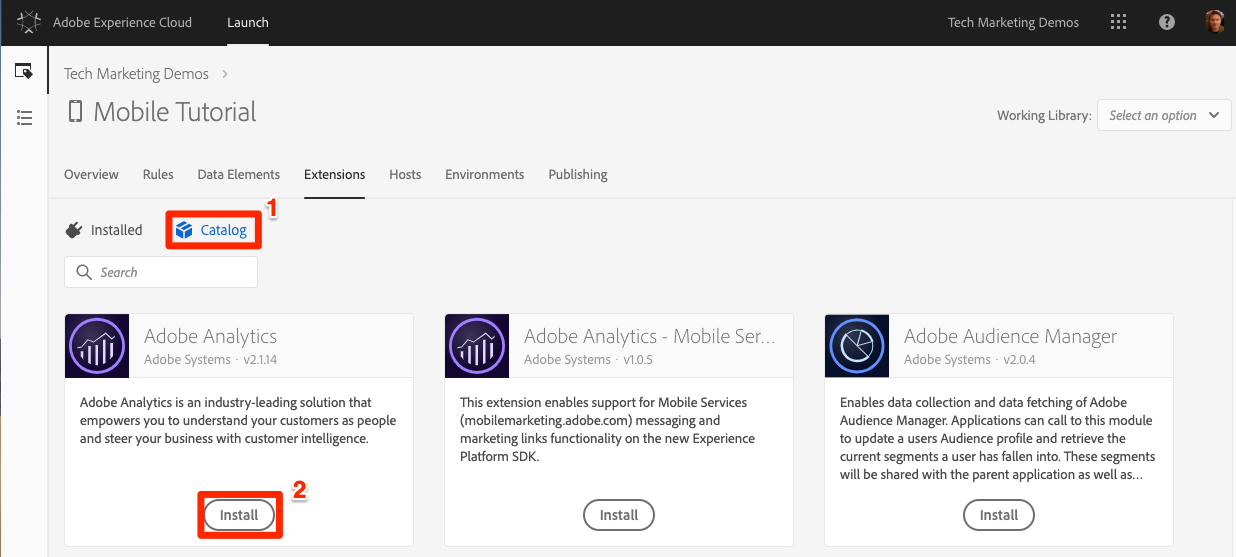 Adobe Experience Cloud Launch Tech Marketing Demos ?
Tech Marketing Demos >
Mobile Tutorial
Working Library: Select an option
Overview Rules Data Elements Extensions Hosts Environments Publishing
1
Installed Catalog
Search
Adobe Analytics
Adobe Systems · v2.1.14
Adobe Analytics is an industry-leading solution that
empowers you to understand your customers as people
and steer your business with customer intelligence.
2
Install
Adobe Analytics - Mobile Ser...
Adobe Systems · v1.0.5
This extension enables support for Mobile Services
(mobilemarketing.adobe.com) messaging and
marketing links functionality on the new Experience
Platform SDK.
Install
Adobe Audience Manager
Adobe Systems · v2.0.4
Enables data collection and data fetching of Adobe
Audience Manager. Applications can call to this module
to update a users Audience profile and retrieve the
current segments a user has fallen into. These segments
will be shared with the parent application as well as...
Install